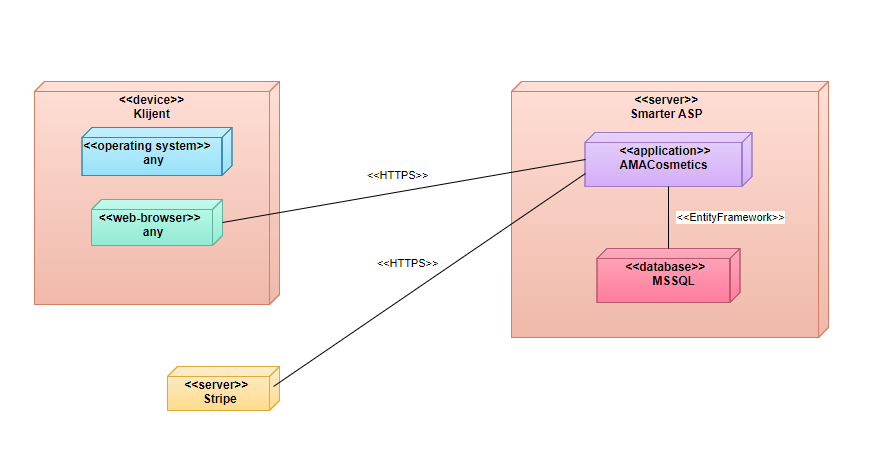 <<device>>
Klijent
<<operating system>>
any
<<web-browser>>
any
<<HTTPS>>
<<HTTPS>>
<<server>>
Stripe
<<server>>
Smarter ASP
<<application>>
AMACosmetics
<<EntityFramework>>
<<database>>
MSSQL